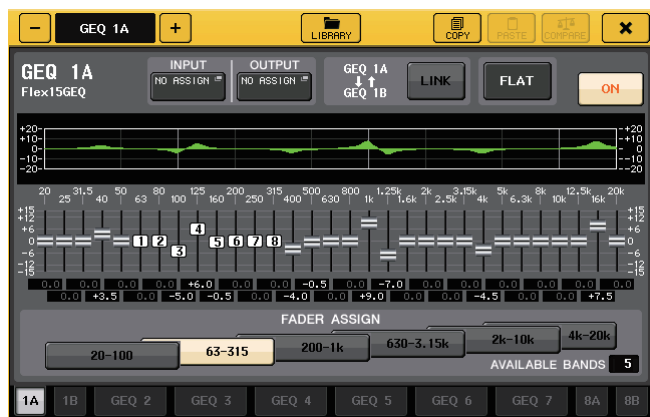 GEQ 1A
LIBRARY
COPY
PASTE
COMPARE
GEQ 1A
Flex15GEQ
INPUT
NO ASSIGN
OUTPUT
NO ASSIGN
GEQ 1A
GEQ 1B
LINK
FLAT
ON
+20 +20
+10 +10
0 0
-10 -10
-20 -20
20 31.5 50 80 125 200 315 500 800 1.25k 2k 3.15k 5k 8k 12.5k 20k
25 40 63 100 160 250 400 630 1k 1.6k 2.5k 4k 6.3k 10k 16k
+15 +15
+12 +12
+6 +6
0 1 2 3 4 5 6 7 8 0
-6 -6
-12 -12
-15 -15
0.0 0.0 0.0 0.0 +6.0 0.0 0.0 -0.5 0.0 -7.0 0.0 0.0 0.0 0.0 0.0 0.0
0.0 +3.5 0.0 -5.0 -0.5 0.0 -4.0 0.0 +9.0 0.0 0.0 -4.5 0.0 0.0 +7.5
FADER ASSIGN
20-100 63-315 200-1k 630-3.15k 2k-10k 4k-20k
AVAILABLE BANDS 5
1A 1B GEQ 2 GEQ 3 GEQ 4 GEQ 5 GEQ 6 GEQ 7 8A 8B